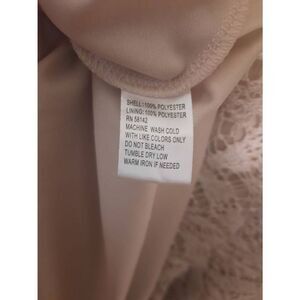 SHELL: 100% POLYESTER
LINING: 100% POLYESTER
RN 58142
MACHINE WASH COLD
WITH LIKE COLORS ONLY
DO NOT BLEACH
TUMBLE DRY LOW
WARM IRON IF NEEDED